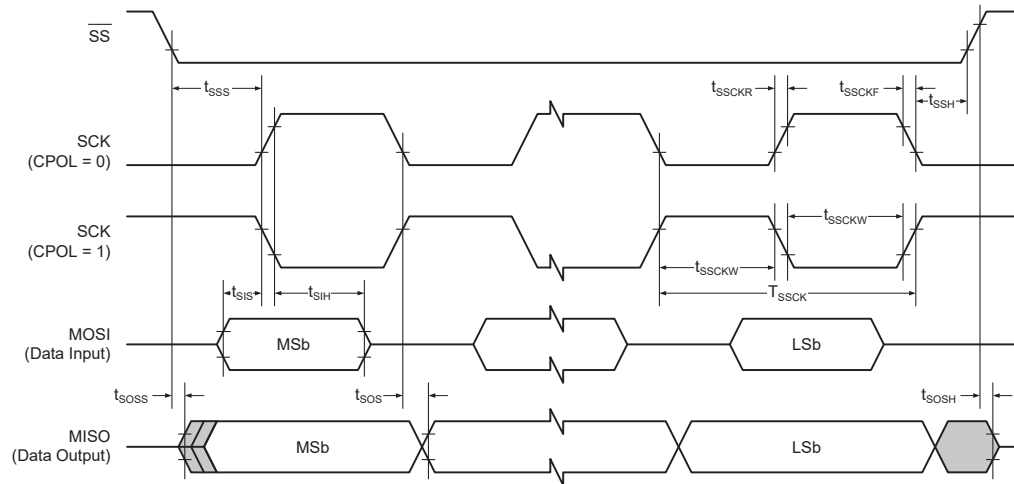 SS
tSSS
tSSCKR
tSSCKF
tSSH
SCK
(CPOL = 0)
SCK
(CPOL = 1)
tSSCKW
tSSCKW
TSSCK
tSIS
tSIH
MOSI
(Data Input)
MSb
LSb
tSOSS
tSOS
tSOSH
MISO
(Data Output)
MSb
LSb